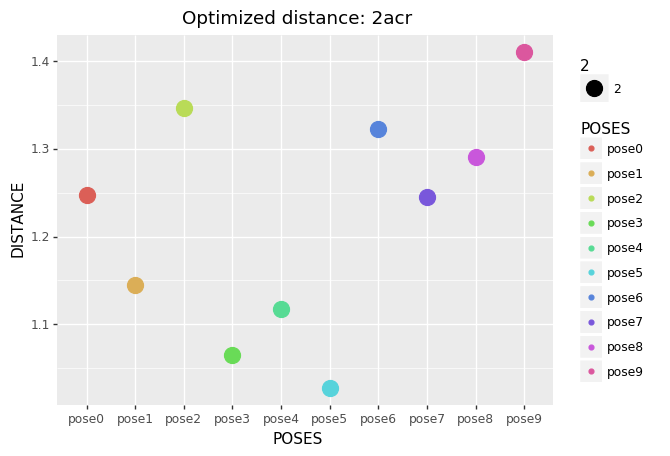 Optimized distance: 2acr
1.4
1.3
1.2
1.1
DISTANCE
pose0 pose1 pose2 pose3 pose4 pose5 pose6 pose7 pose8 pose9
POSES
2
2
POSES
pose0
pose1
pose2
pose3
pose4
pose5
pose6
pose7
pose8
pose9